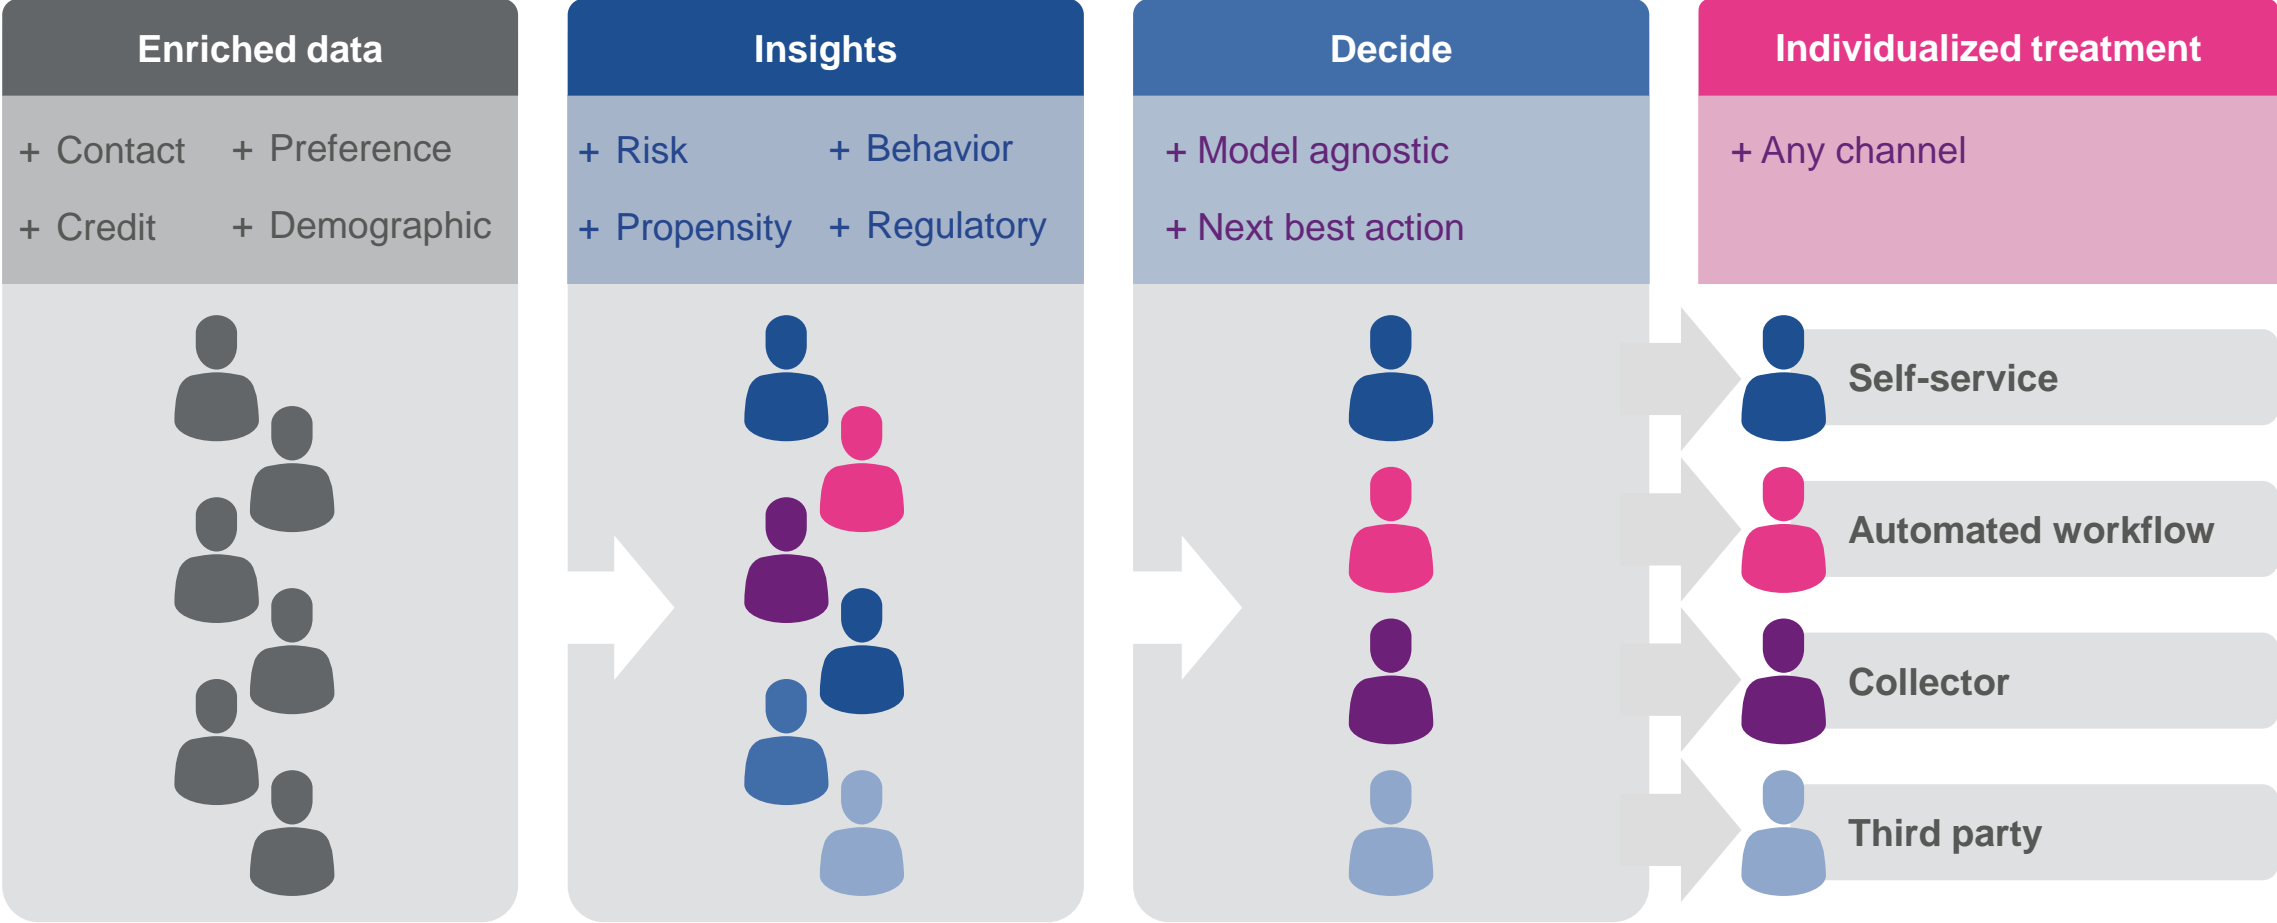 Enriched data
+ Contact + Preference
+ Credit + Demographic
Insights
+ Risk + Behavior
+ Propensity + Regulatory
Decide
+ Model agnostic
+ Next best action
Individualized treatment
+ Any channel
Self-service
Automated workflow
Collector
Third party